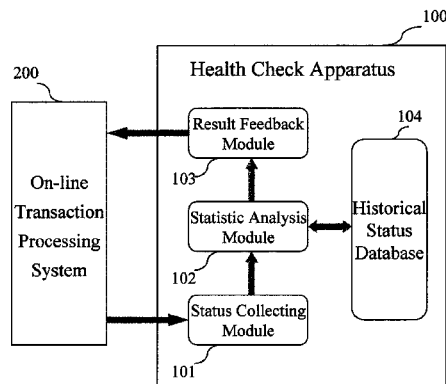 100
Health Check Apparatus
200
On-line
Transaction
Processing
System
Result Feedback
Module
103
104
Historical
Status
Database
Statistic Analysis
Module
102
Status Collecting
Module
101